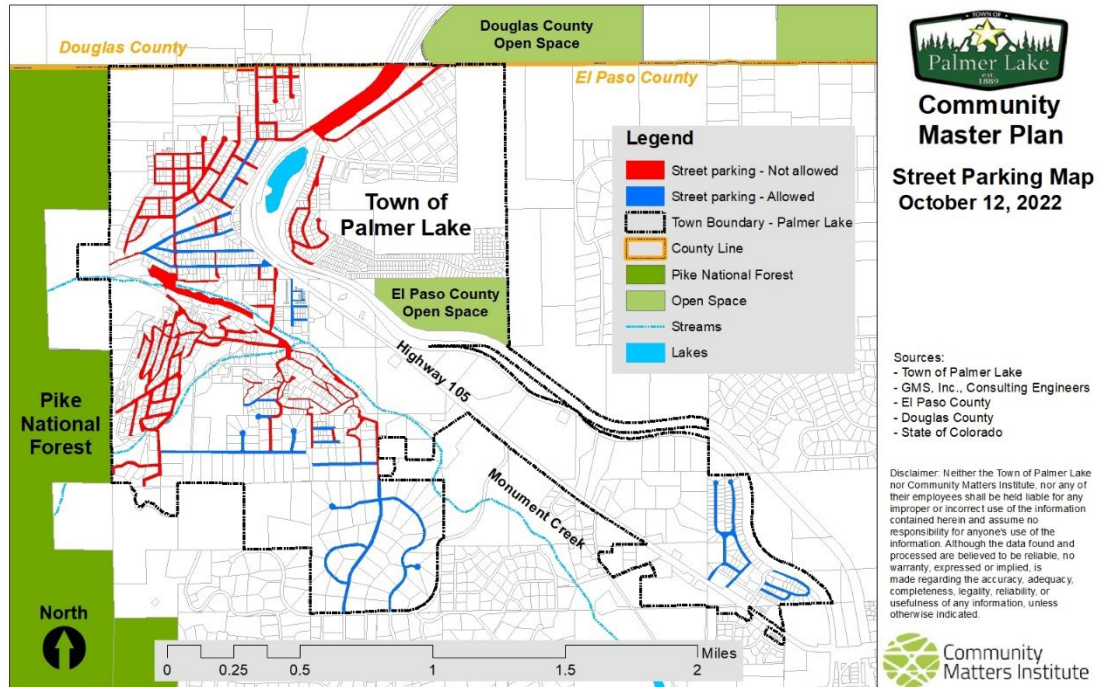 Douglas County
Douglas County
Open Space
El Paso County
Town of
Palmer Lake
El Paso County
Open Space
Highway 105
Pike
National
Forest
Monument Creek
North
0 0.25 0.5 1 1.5 2 Miles
Legend
Street parking - Not allowed
Street parking - Allowed
Town Boundary - Palmer Lake
County Line
Pike National Forest
Open Space
Streams
Lakes
TOWN OF
Palmer Lake
est.
1889
Community
Master Plan
Street Parking Map
October 12, 2022
Sources:
- Town of Palmer Lake
- GMS, Inc., Consulting Engineers
- El Paso County
- Douglas County
- State of Colorado
Disclaimer: Neither the Town of Palmer Lake
nor Community Matters Institute, nor any of
their employees shall be held liable for any
improper or incorrect use of the information
contained herein and assume no
responsibility for anyone's use of the
information. Although the data found and
processed are believed to be reliable, no
warranty, expressed or implied, is
made regarding the accuracy, adequacy,
completeness, legality, reliability, or
usefulness of any information, unless
otherwise indicated.
Community
Matters Institute